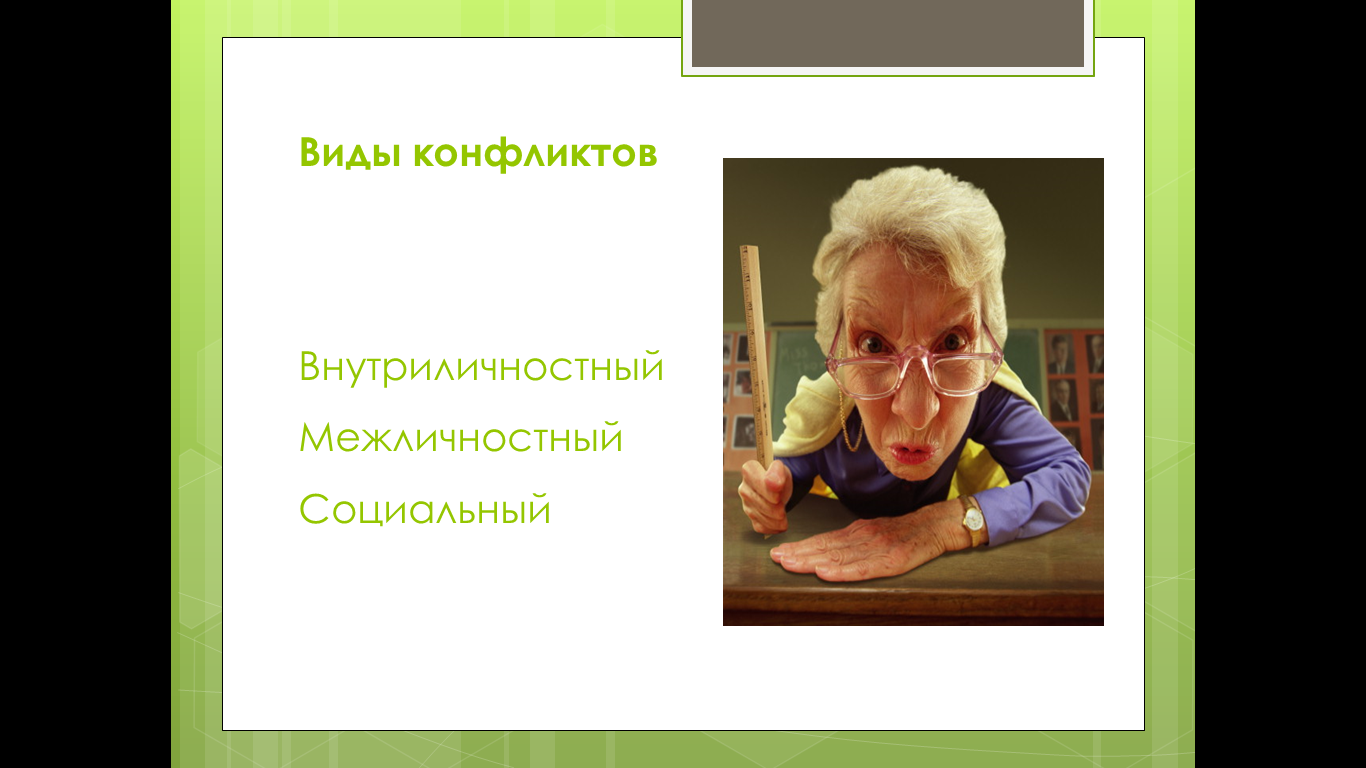 Виды конфликтов
Внутриличностный
Межличностный
Социальный